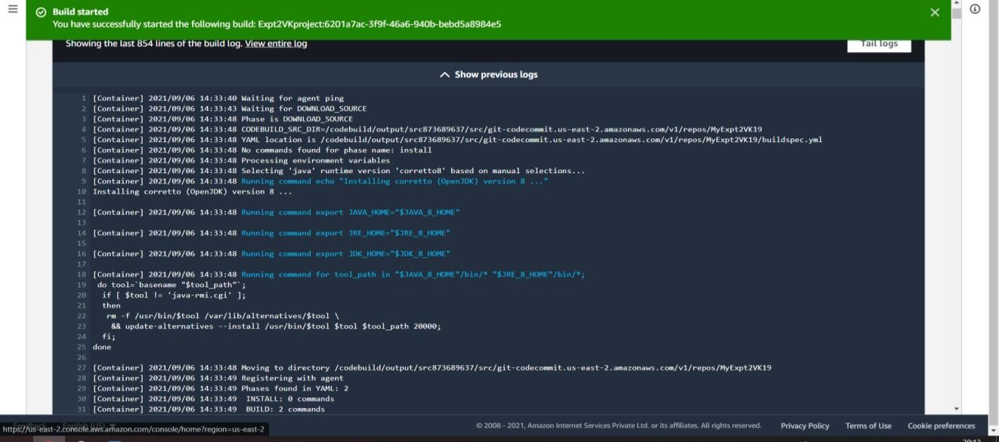 Build started
You have successfully started the following build: Expt2VKproject:6201a7ac-3f9f-46a6-940b-bebd5a8984e5
Showing the last 854 lines of the build log. View entire log
Tail logs
Show previous logs
1 [Container] 2021/09/06 14:33:40 Waiting for agent ping
2 [Container] 2021/09/06 14:33:43 Waiting for DOWNLOAD_SOURCE
3 [Container] 2021/09/06 14:33:48 Phase is DOWNLOAD_SOURCE
4 [Container] 2021/09/06 14:33:48 CODEBUILD_SRC_DIR=/codebuild/output/src873689637/src/git-codecommit.us-east-2.amazonaws.com/v1/repos/MyExpt2VK19
5 [Container] 2021/09/06 14:33:48 YAML location is /codebuild/output/src873689637/src/git-codecommit.us-east-2.amazonaws.com/v1/repos/MyExpt2VK19/buildspec.yml
6 [Container] 2021/09/06 14:33:48 No commands found for phase name: install
7 [Container] 2021/09/06 14:33:48 Processing environment variables
8 [Container] 2021/09/06 14:33:48 Selecting 'java' runtime version 'corretto8' based on manual selections...
9 [Container] 2021/09/06 14:33:48 Running command echo "Installing corretto (OpenJDK) version 8 ..."
10 Installing corretto (OpenJDK) version 8 ...
11
12 [Container] 2021/09/06 14:33:48 Running command export JAVA_HOME="$JAVA_8_HOME"
13
14 [Container] 2021/09/06 14:33:48 Running command export JRE_HOME="$JRE_8_HOME"
15
16 [Container] 2021/09/06 14:33:48 Running command export JDK_HOME="$JDK_8_HOME"
17
18 [Container] 2021/09/06 14:33:48 Running command for tool_path in "$JAVA_8_HOME"/bin/* "$JRE_8_HOME"/bin/*;
19 do tool=`basename "$tool_path"`;
20 if [ $tool != 'java-rmi.cgi' ];
21 then
22 rm -f /usr/bin/$tool /var/lib/alternatives/$tool \
23 && update-alternatives --install /usr/bin/$tool $tool $tool_path 20000;
24 fi;
25 done
26
27 [Container] 2021/09/06 14:33:48 Moving to directory /codebuild/output/src873689637/src/git-codecommit.us-east-2.amazonaws.com/v1/repos/MyExpt2VK19
28 [Container] 2021/09/06 14:33:49 Registering with agent
29 [Container] 2021/09/06 14:33:49 Phases found in YAML: 2
30 [Container] 2021/09/06 14:33:49 INSTALL: 0 commands
31 [Container] 2021/09/06 14:33:49 BUILD: 2 commands
https://us-east-2.console.aws.amazon.com/console/home?region=us-east-2
© 2008 - 2021, Amazon Internet Services Private Ltd. or its affiliates. All rights reserved.
Privacy Policy
Terms of Use
Cookie preferences